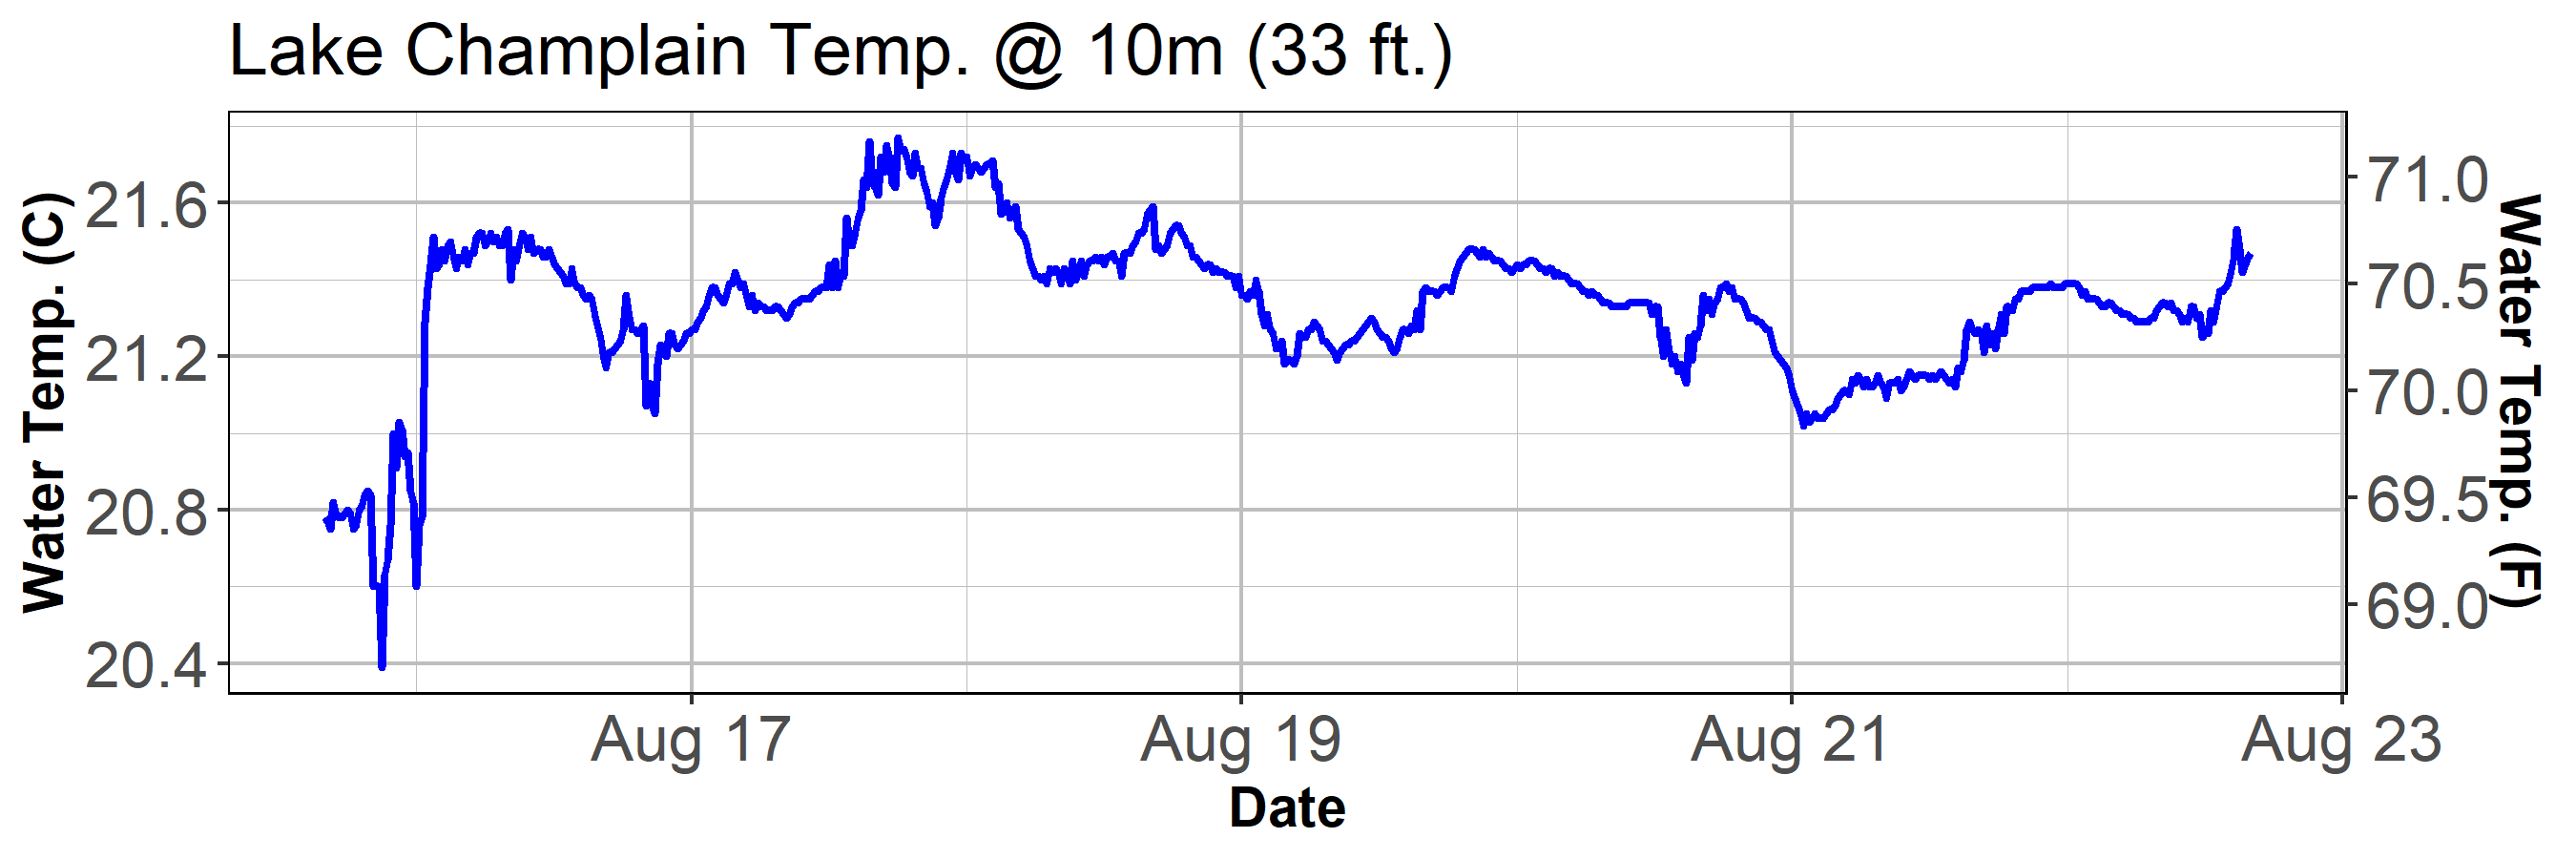 Lake Champlain Temp. @ 10m (33 ft.)
Water Temp. (C)
21.6
21.2
20.8
20.4
71.0
70.5
70.0
69.5
69.0
Water Temp. (F)
Aug 17
Aug 19
Aug 21
Aug 23
Date